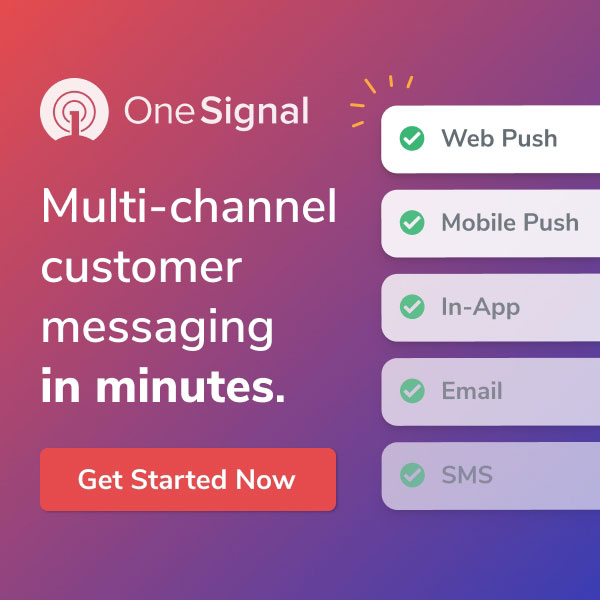 OneSignal
Multi-channel
customer
messaging
in minutes.
Get Started Now
Web Push
Mobile Push
In-App
Email
SMS